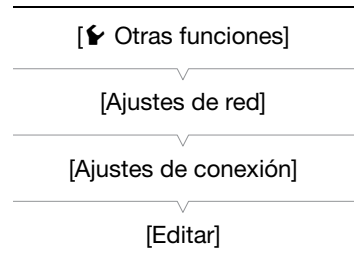 [Otras funciones]
[Ajustes de red]
[Ajustes de conexión]
[Editar]